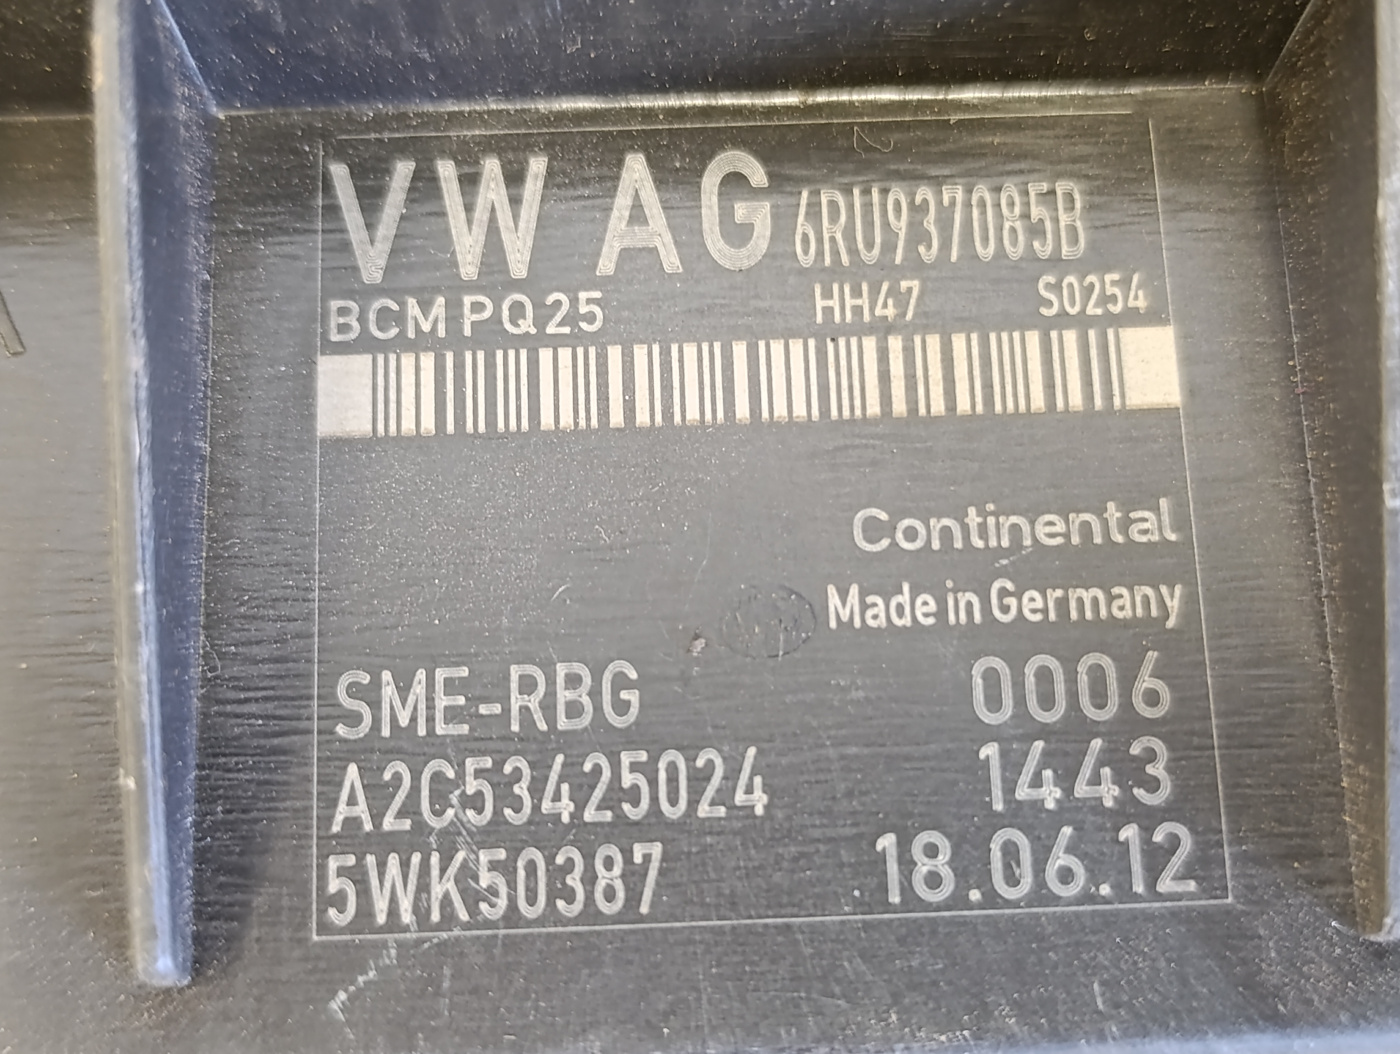 VW AG 6RU937085B
BCM PQ25 HH47 S0254
Continental
Made in Germany
SME-RBG 0006
A2C53425024 1443
5WK50387 18.06.12